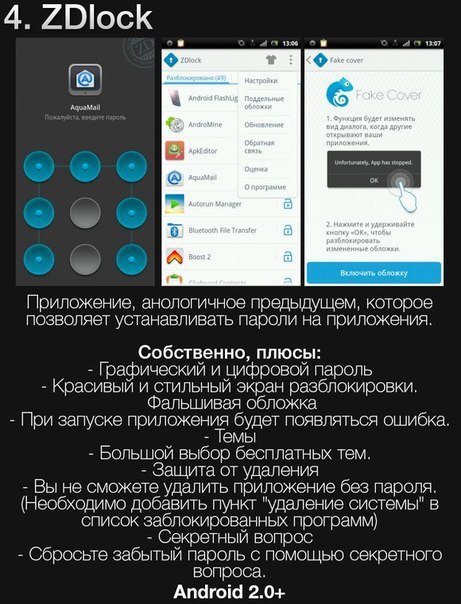 4. ZDlock
AquaMail
Пожалуйста, введите пароль
13:06
ZDlock
Разблокировано (49)
Android FlashLig
AndroMine
ApkEditor
AquaMail
Autorun Manager
Bluetooth File Transfer
Boost 2
Clipboard Contents
Настройки
Поддельные
обложки
Обновление
Обратная
связь
Оценка
О программе
13:07
Fake cover
Fake Cover
1. Функция будет изменять
вид диалога, когда другие
открывают ваши
приложения.
Unfortunately, App has stopped.
OK
2. Нажмите и удерживайте
кнопку «ОК», чтобы
разблокировать
измененные обложки.
Включить обложку
Приложение, анологичное предыдущем, которое
позволяет устанавливать пароли на приложения.
Собственно, плюсы:
- Графический и цифровой пароль
- Красивый и стильный экран разблокировки.
Фальшивая обложка
- При запуске приложения будет появляться ошибка.
- Темы
- Большой выбор бесплатных тем.
- Защита от удаления
- Вы не сможете удалить приложение без пароля.
(Необходимо добавить пункт "удаление системы" в
список заблокированных программ)
- Секретный вопрос
- Сбросьте забытый пароль с помощью секретного
вопроса.
Android 2.0+